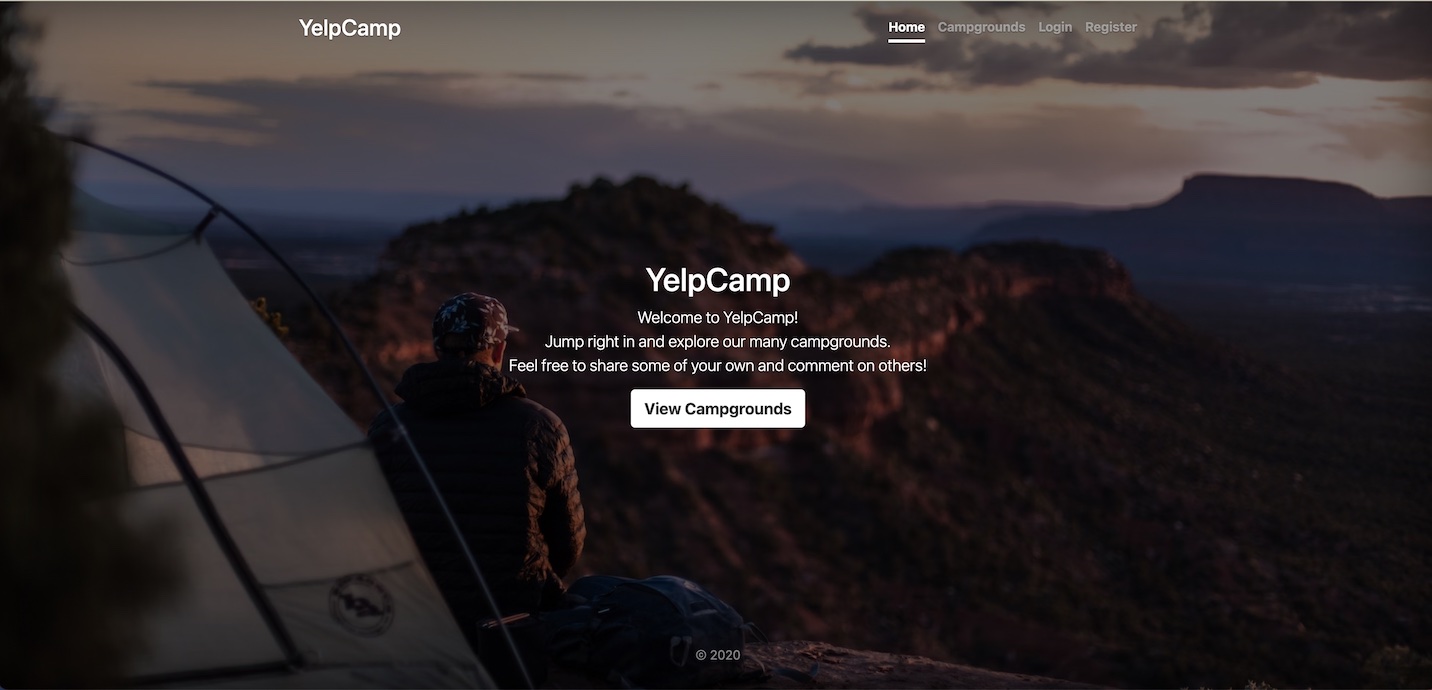 YelpCamp
Home Campgrounds Login Register
YelpCamp
Welcome to YelpCamp!
Jump right in and explore our many campgrounds.
Feel free to share some of your own and comment on others!
View Campgrounds
© 2020